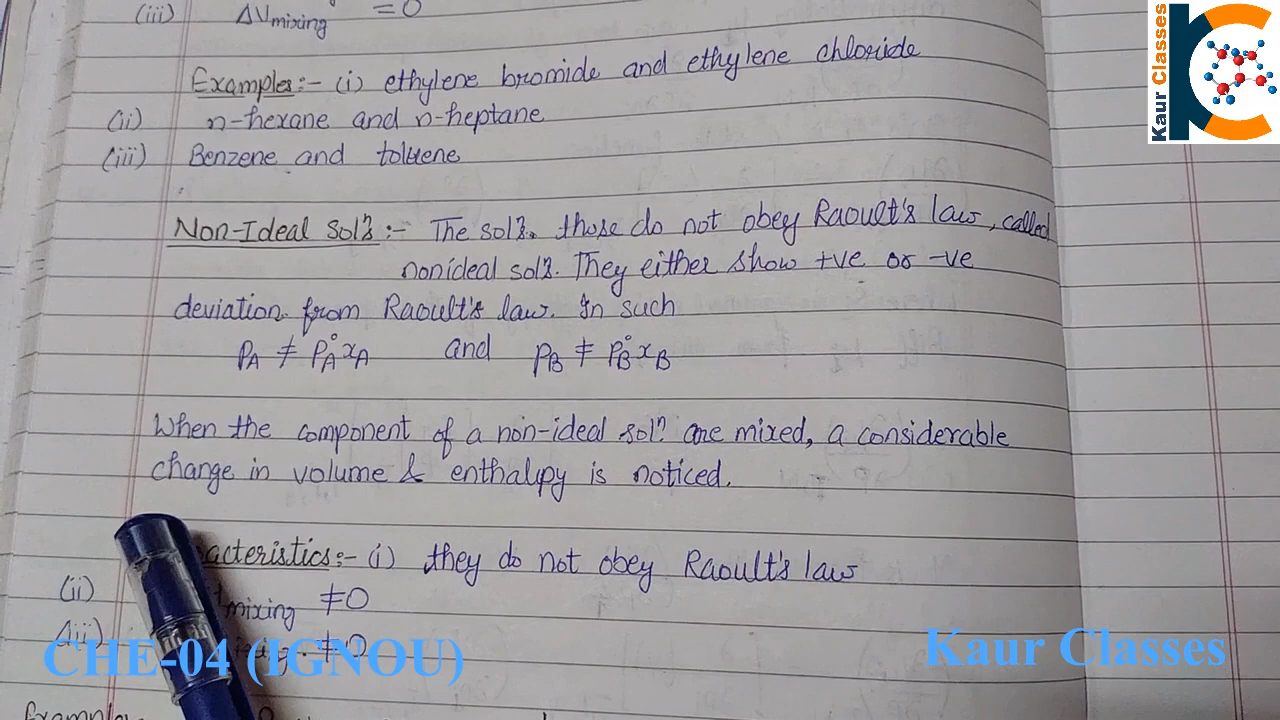 (iii) ΔVmixing = 0
Examples:- (i) ethylene bromide and ethylene chloride
(ii) n-hexane and n-heptane
(iii) Benzene and toluene
Non-Ideal Solⁿ:- The solⁿ. those do not obey Raoult's law, called
nonideal solⁿ. They either show +ve or -ve
deviation from Raoult's law. In such
pA ≠ p°A xA and pB ≠ p°B xB
When the component of a non-ideal solⁿ. are mixed, a considerable
change in volume & enthalpy is noticed.
acteristics:- (i) they do not obey Raoult's law
(ii) mixing ≠0
(iii) ≠0
CHE-04 (IGNOU)
Kaur Classes
Kaur Classes